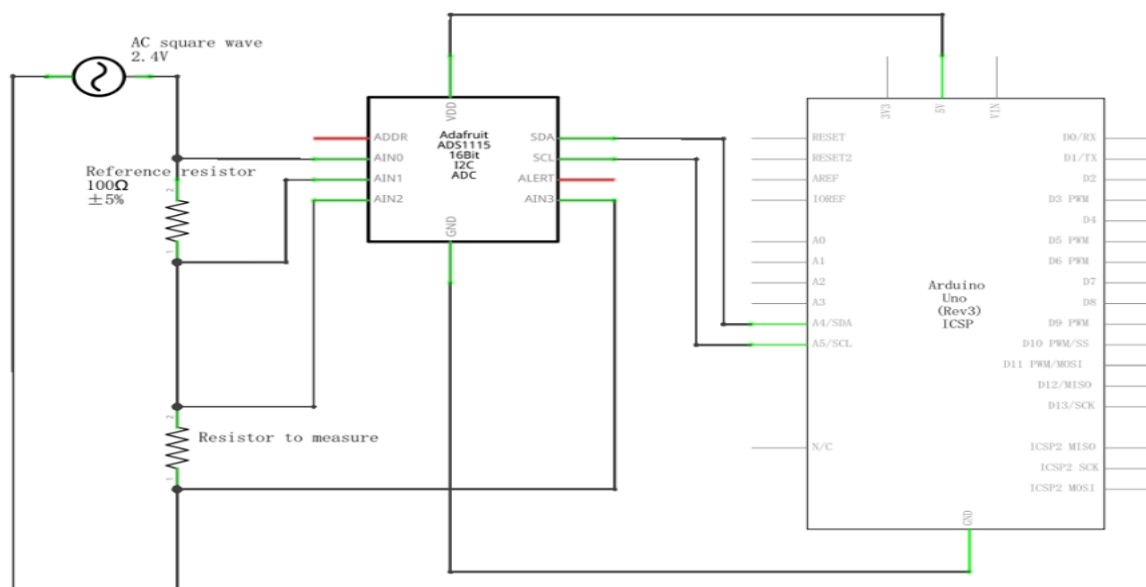 AC square wave
2.4V
Reference resistor
100Ω
±5%
2
1
2
1
Resistor to measure
VDD
ADDR
AIN0
AIN1
AIN2
Adafruit
ADS1115
16Bit
I2C
ADC
SDA
SCL
ALERT
AIN3
GND
3V3
5V
VIN
RESET
RESET2
AREF
IOREF
A0
A1
A2
A3
A4/SDA
A5/SCL
N/C
Arduino
Uno
(Rev3)
ICSP
D0/RX
D1/TX
D2
D3 PWM
D4
D5 PWM
D6 PWM
D7
D8
D9 PWM
D10 PWM/SS
D11 PWM/MOSI
D12/MISO
D13/SCK
ICSP2 MISO
ICSP2 SCK
ICSP2 MOSI
GND